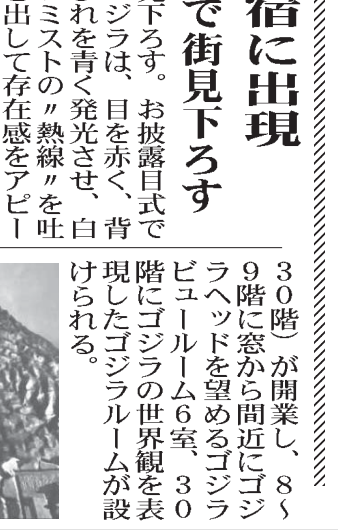 宿に出現
で街見下ろす
下ろす。お披露目式で
ジラは、目を赤く、背
れを青く発光させ、白
ミストの〃熱線〃を吐
出して存在感をアピー
３０階）が開業し、８〜
９階に窓から間近にゴジ
ラヘッドを望めるゴジラ
ビュールーム６室、３０
階にゴジラの世界観を表
現したゴジラルームが設
けられる。